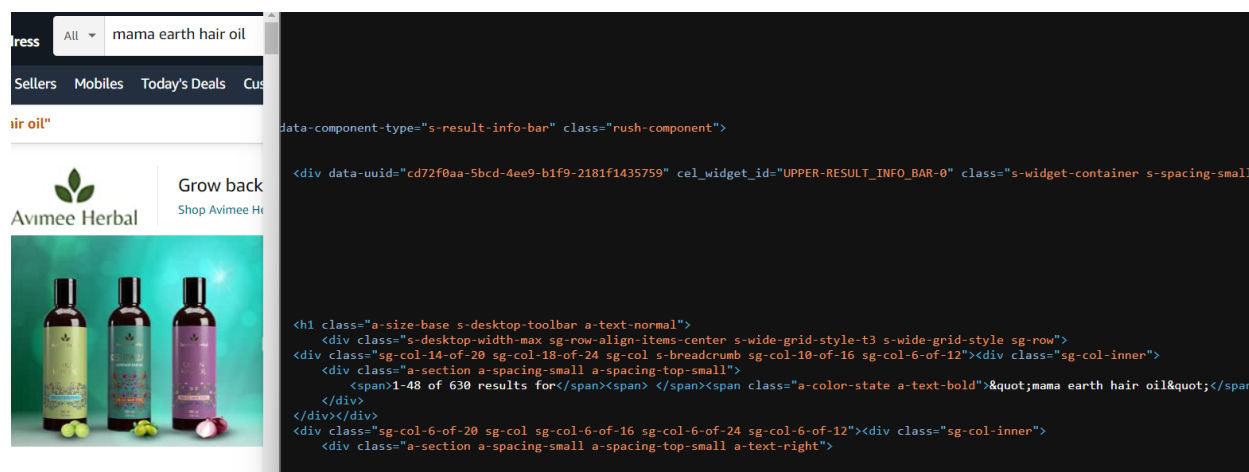 dress
All
mama earth hair oil
Sellers Mobiles Today's Deals Cus
air oil"
AVIMEE HERBAL
Grow back
Shop Avimee He
data-component-type="s-result-info-bar" class="rush-component">
<div data-uuid="cd72f0aa-5bcd-4ee9-b1f9-2181f1435759" cel_widget_id="UPPER-RESULT_INFO_BAR-0" class="s-widget-container s-spacing-small
<h1 class="a-size-base s-desktop-toolbar a-text-normal">
<div class="s-desktop-width-max sg-row-align-items-center s-wide-grid-style-t3 s-wide-grid-style sg-row">
<div class="sg-col-14-of-20 sg-col-18-of-24 sg-col s-breadcrumb sg-col-10-of-16 sg-col-6-of-12"><div class="sg-col-inner">
<div class="a-section a-spacing-small a-spacing-top-small">
<span>1-48 of 630 results for</span><span> </span><span class="a-color-state a-text-bold">&quot;mama earth hair oil&quot;</span
</div>
</div></div>
<div class="sg-col-6-of-20 sg-col sg-col-6-of-16 sg-col-6-of-24 sg-col-6-of-12"><div class="sg-col-inner">
<div class="a-section a-spacing-small a-spacing-top-small a-text-right">